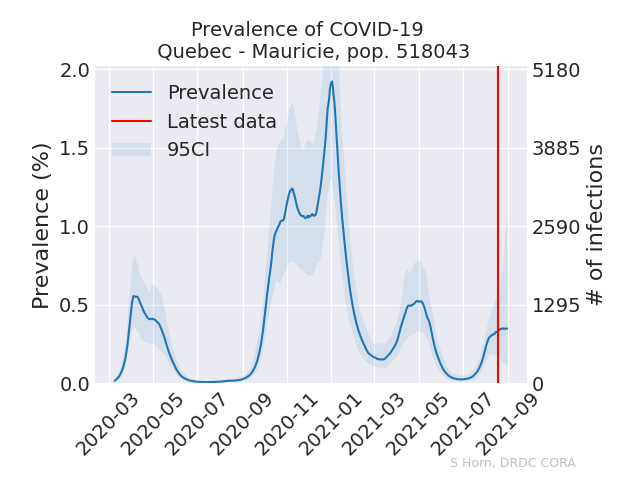 Prevalence of COVID-19
Quebec - Mauricie, pop. 518043
Prevalence (%)
2.0
1.5
1.0
0.5
0.0
Prevalence
Latest data
95CI
5180
3885
2590
1295
0
# of infections
2020-03
2020-05
2020-07
2020-09
2020-11
2021-01
2021-03
2021-05
2021-07
2021-09
S Horn, DRDC CORA